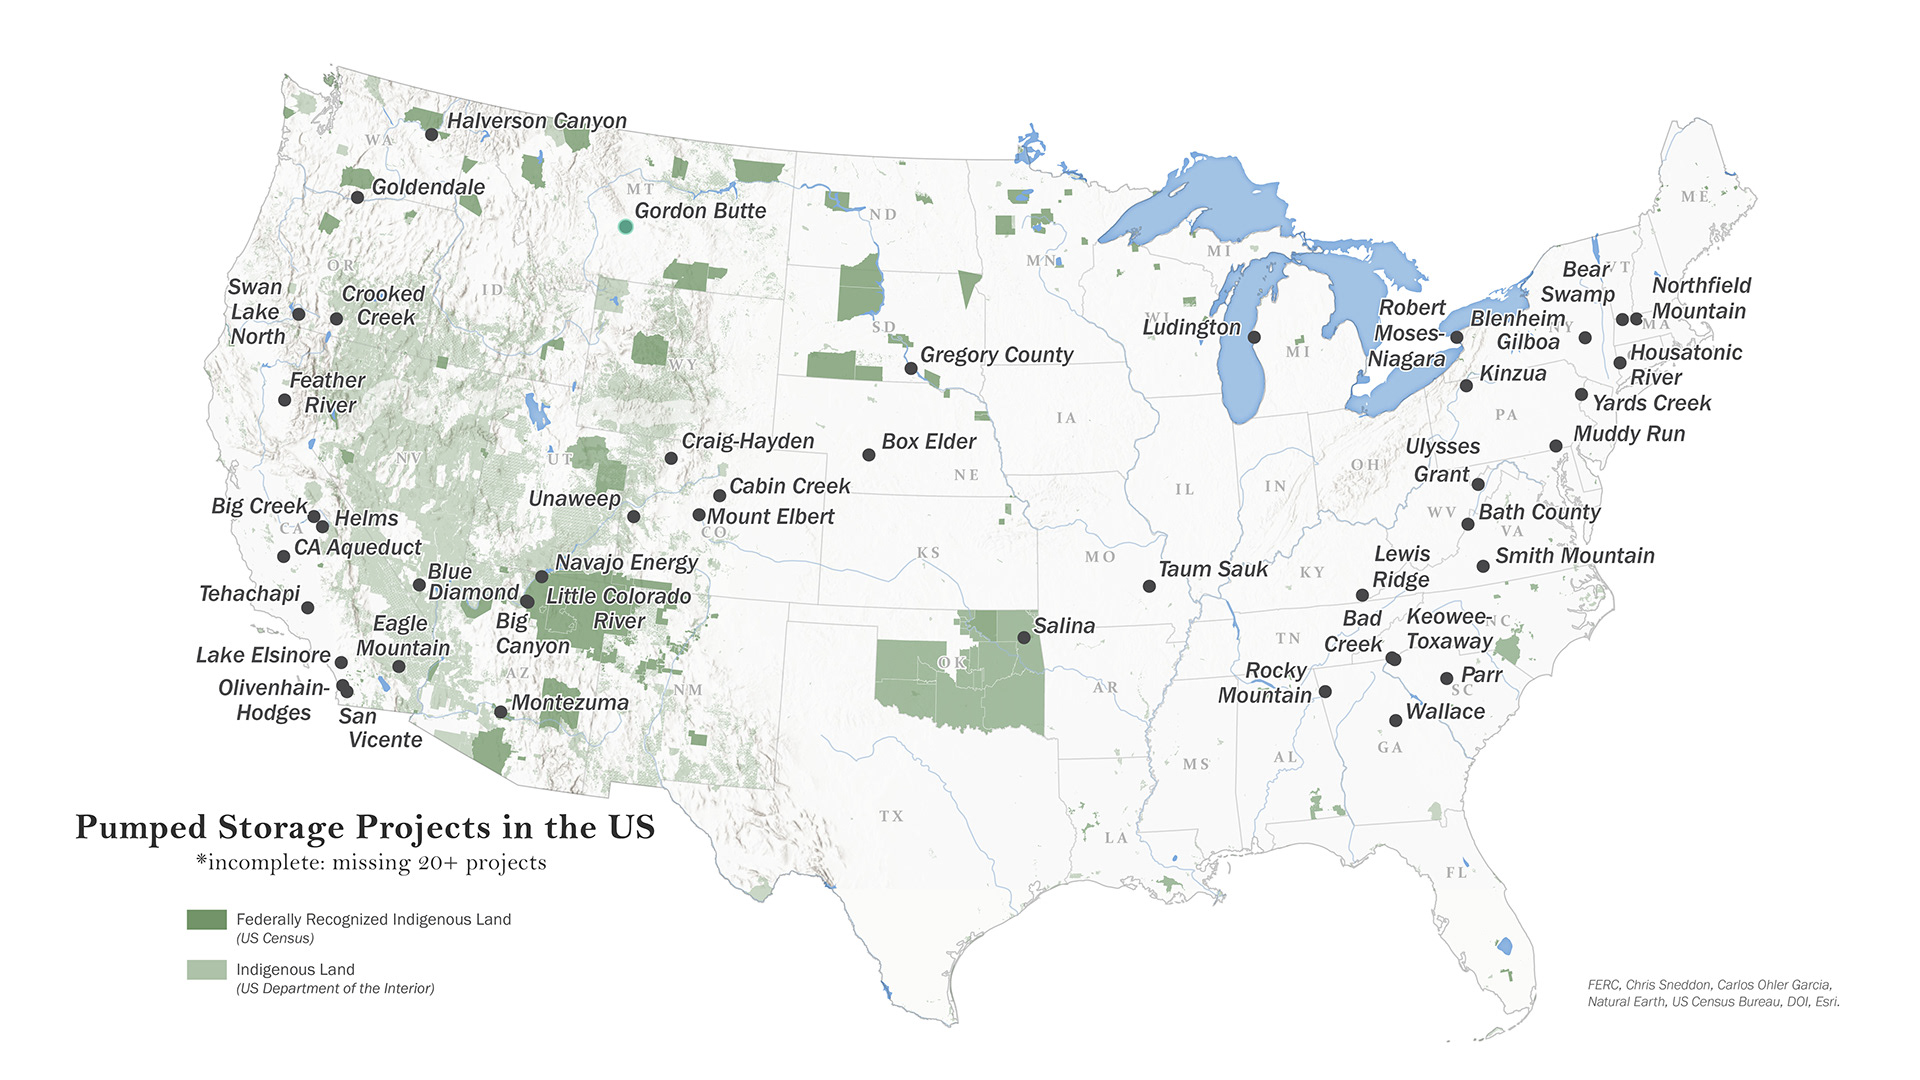 Halverson Canyon
WA
Goldendale
MT
Gordon Butte
ND
ME
OR
ID
MN
MI
Swan
Lake
North
Crooked
Creek
SD
WI
Ludington
MI
Robert
Moses-
Niagara
Bear
Swamp
VT
Northfield
Mountain
Blenheim
Gilboa
NY
MA
Housatonic
River
Gregory County
WY
Feather
River
Kinzua
Yards Creek
IA
PA
Craig-Hayden
Box Elder
Muddy Run
Ulysses
Grant
NV
UT
NE
OH
IL
IN
Cabin Creek
Unaweep
Mount Elbert
CO
Big Creek
Helms
CA
CA Aqueduct
WV
Bath County
VA
KS
MO
Smith Mountain
Navajo Energy
Blue
Diamond
Little Colorado
River
Taum Sauk
KY
Lewis
Ridge
Tehachapi
Big
Canyon
Eagle
Mountain
Salina
TN
Bad
Creek
Keowee-
Toxaway
NC
Lake Elsinore
OK
AZ
NM
AR
Rocky
Mountain
Parr
SC
Olivenhain-
Hodges
San
Vicente
Montezuma
Wallace
GA
MS
AL
TX
LA
FL
Pumped Storage Projects in the US
*incomplete: missing 20+ projects
Federally Recognized Indigenous Land
(US Census)
Indigenous Land
(US Department of the Interior)
FERC, Chris Sneddon, Carlos Ohler Garcia,
Natural Earth, US Census Bureau, DOI, Esri.